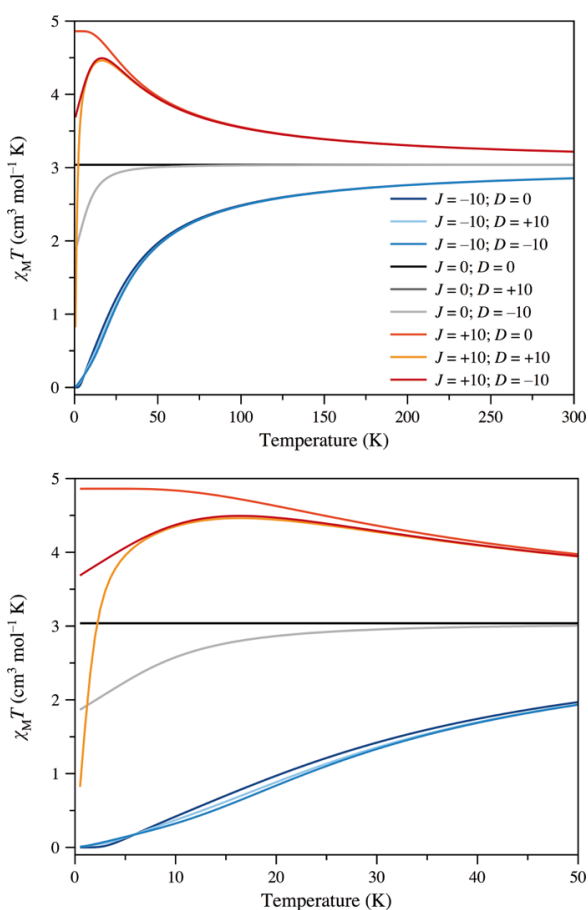 5
4
3
2
1
0
χMT (cm³ mol⁻¹ K)
J = –10; D = 0
J = –10; D = +10
J = –10; D = –10
J = 0; D = 0
J = 0; D = +10
J = 0; D = –10
J = +10; D = 0
J = +10; D = +10
J = +10; D = –10
0 50 100 150 200 250 300
Temperature (K)
5
4
3
2
1
0
χMT (cm³ mol⁻¹ K)
0 10 20 30 40 50
Temperature (K)